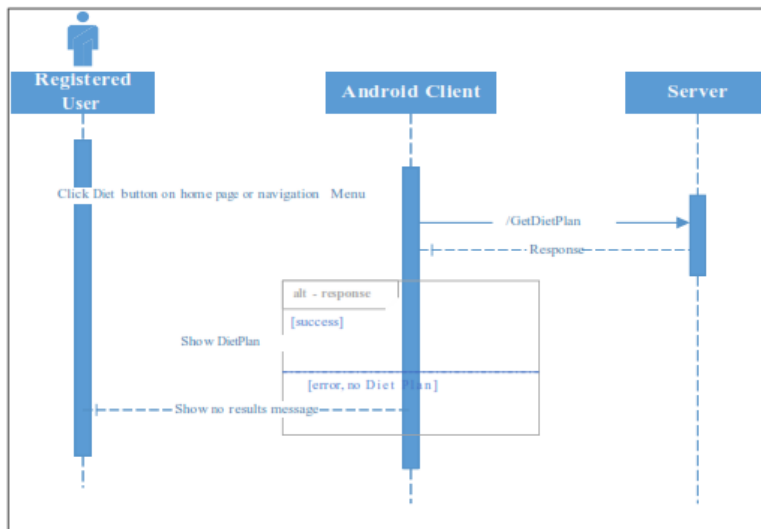 Registered
User
Android Client
Server
Click Diet button on home page or navigation Menu
/GetDietPlan
Response
alt - response
[success]
Show DietPlan
[error, no Diet Plan]
Show no results message